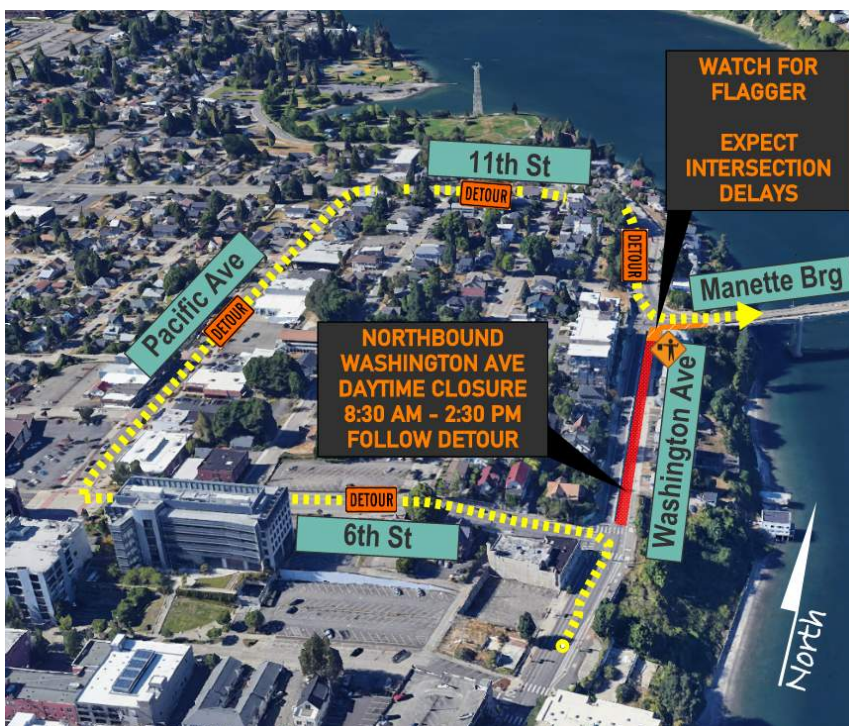 WATCH FOR
FLAGGER
EXPECT
INTERSECTION
DELAYS
11th St
DETOUR
DETOUR
Manette Brg
Pacific Ave
DETOUR
NORTHBOUND
WASHINGTON AVE
DAYTIME CLOSURE
8:30 AM - 2:30 PM
FOLLOW DETOUR
Washington Ave
DETOUR
6th St
North